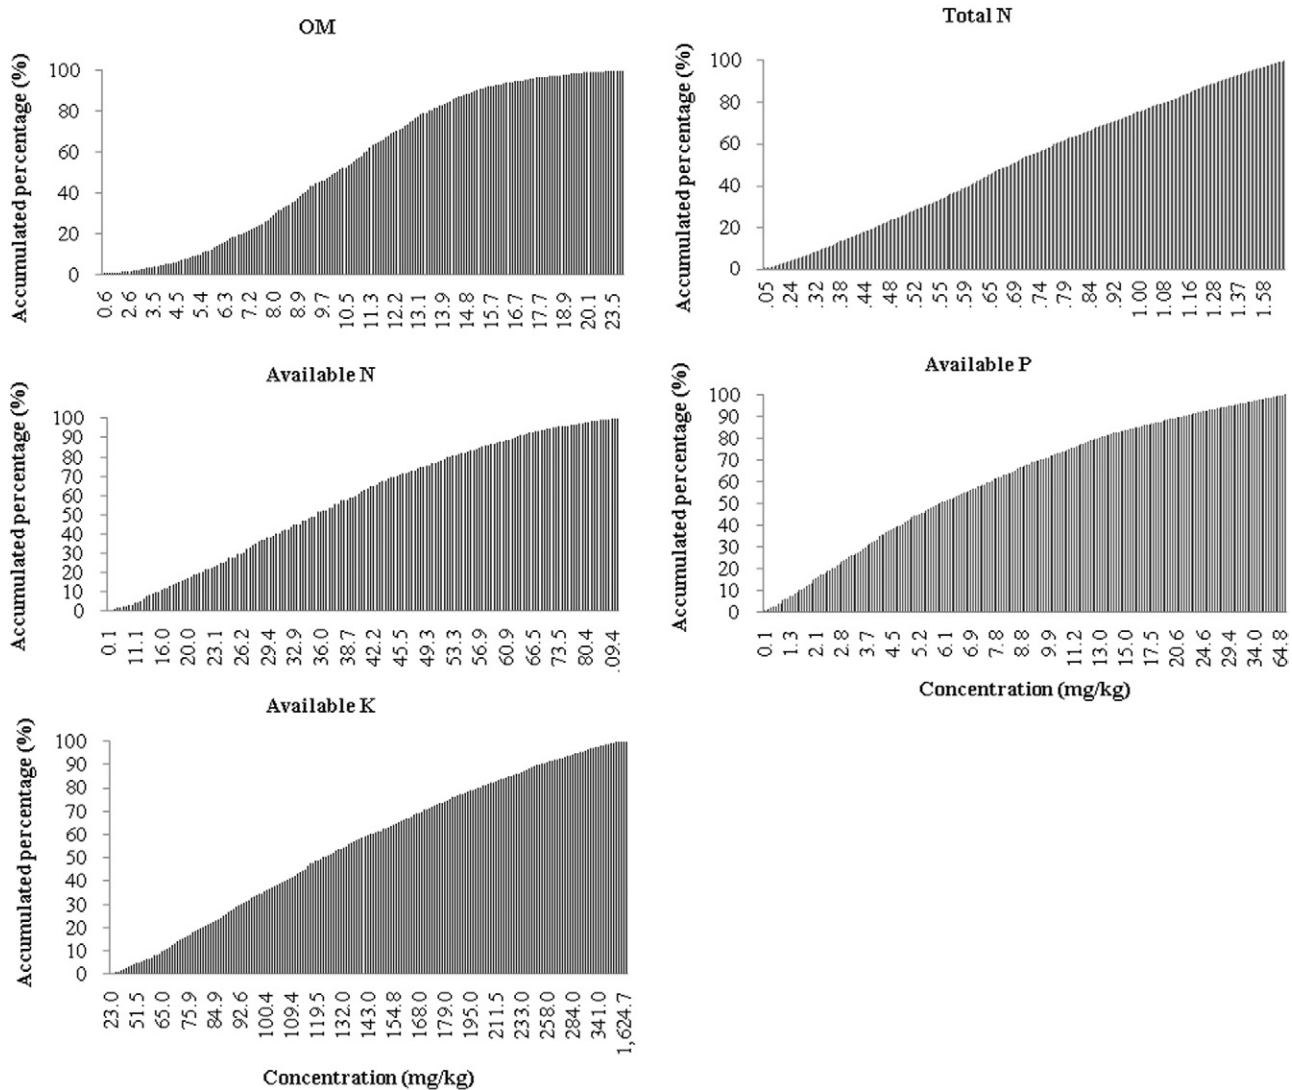 OM
Accumulated percentage (%)
100
80
60
40
20
0
0.6 2.6 3.5 4.5 5.4 6.3 7.2 8.0 8.9 9.7 10.5 11.3 12.2 13.1 13.9 14.8 15.7 16.7 17.7 18.9 20.1 23.5
Total N
Accumulated percentage (%)
100
80
60
40
20
0
.05 .24 .32 .38 .44 .48 .52 .55 .59 .65 .69 .74 .79 .84 .92 1.00 1.08 1.16 1.28 1.37 1.58
Available N
Accumulated percentage (%)
100
90
80
70
60
50
40
30
20
10
0
0.1 11.1 16.0 20.0 23.1 26.2 29.4 32.9 36.0 38.7 42.2 45.5 49.3 53.3 56.9 60.9 66.5 73.5 80.4 .09.4
Available P
Accumulated percentage (%)
100
90
80
70
60
50
40
30
20
10
0
0.1 1.3 2.1 2.8 3.7 4.5 5.2 6.1 6.9 7.8 8.8 9.9 11.2 13.0 15.0 17.5 20.6 24.6 29.4 34.0 64.8
Concentration (mg/kg)
Available K
Accumulated percentage (%)
100
90
80
70
60
50
40
30
20
10
0
23.0 51.5 65.0 75.9 84.9 92.6 100.4 109.4 119.5 132.0 143.0 154.8 168.0 179.0 195.0 211.5 233.0 258.0 284.0 341.0 1,624.7
Concentration (mg/kg)